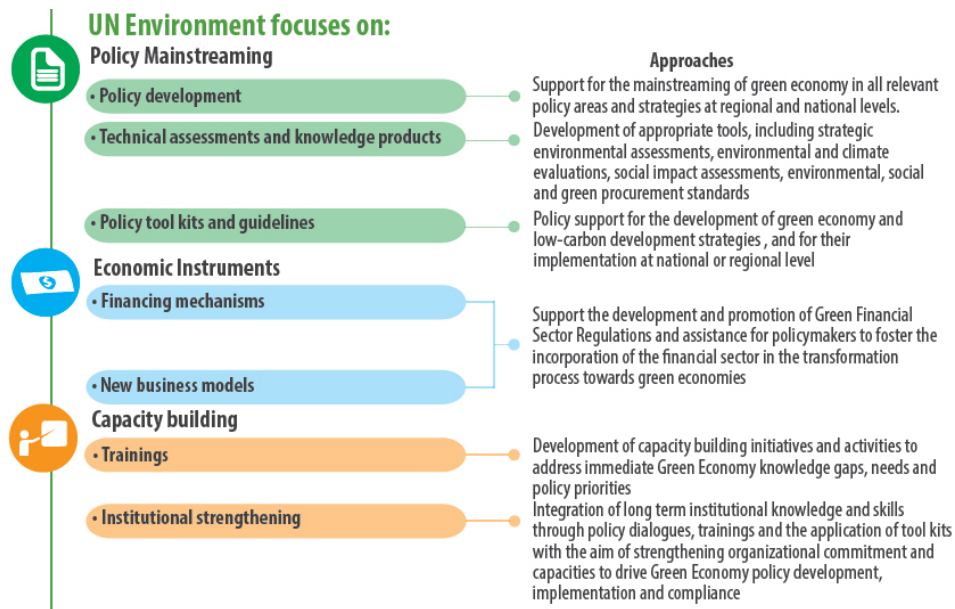 UN Environment focuses on:
Policy Mainstreaming
Approaches
• Policy development
Support for the mainstreaming of green economy in all relevant
policy areas and strategies at regional and national levels.
• Technical assessments and knowledge products
Development of appropriate tools, including strategic
environmental assessments, environmental and climate
evaluations, social impact assessments, environmental, social
and green procurement standards
• Policy tool kits and guidelines
Policy support for the development of green economy and
low-carbon development strategies , and for their
implementation at national or regional level
$
Economic Instruments
• Financing mechanisms
• New business models
Support the development and promotion of Green Financial
Sector Regulations and assistance for policymakers to foster the
incorporation of the financial sector in the transformation
process towards green economies
Capacity building
• Trainings
Development of capacity building initiatives and activities to
address immediate Green Economy knowledge gaps, needs and
policy priorities
• Institutional strengthening
Integration of long term institutional knowledge and skills
through policy dialogues, trainings and the application of tool kits
with the aim of strengthening organizational commitment and
capacities to drive Green Economy policy development,
implementation and compliance